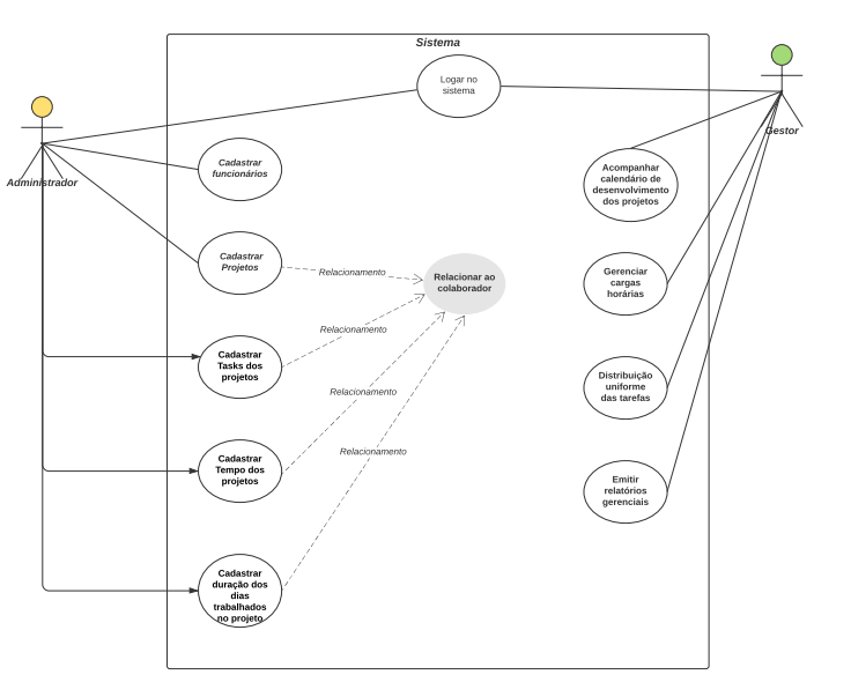 Sistema
Logar no
sistema
Gestor
Administrador
Cadastrar
funcionários
Acompanhar
calendário de
desenvolvimento
dos projetos
Cadastrar
Projetos
Relacionamento
Relacionar ao
colaborador
Gerenciar
cargas
horárias
Relacionamento
Cadastrar
Tasks dos
projetos
Distribuição
uniforme
das tarefas
Relacionamento
Relacionamento
Cadastrar
Tempo dos
projetos
Emitir
relatórios
gerenciais
Cadastrar
duração dos
dias
trabalhados
no projeto